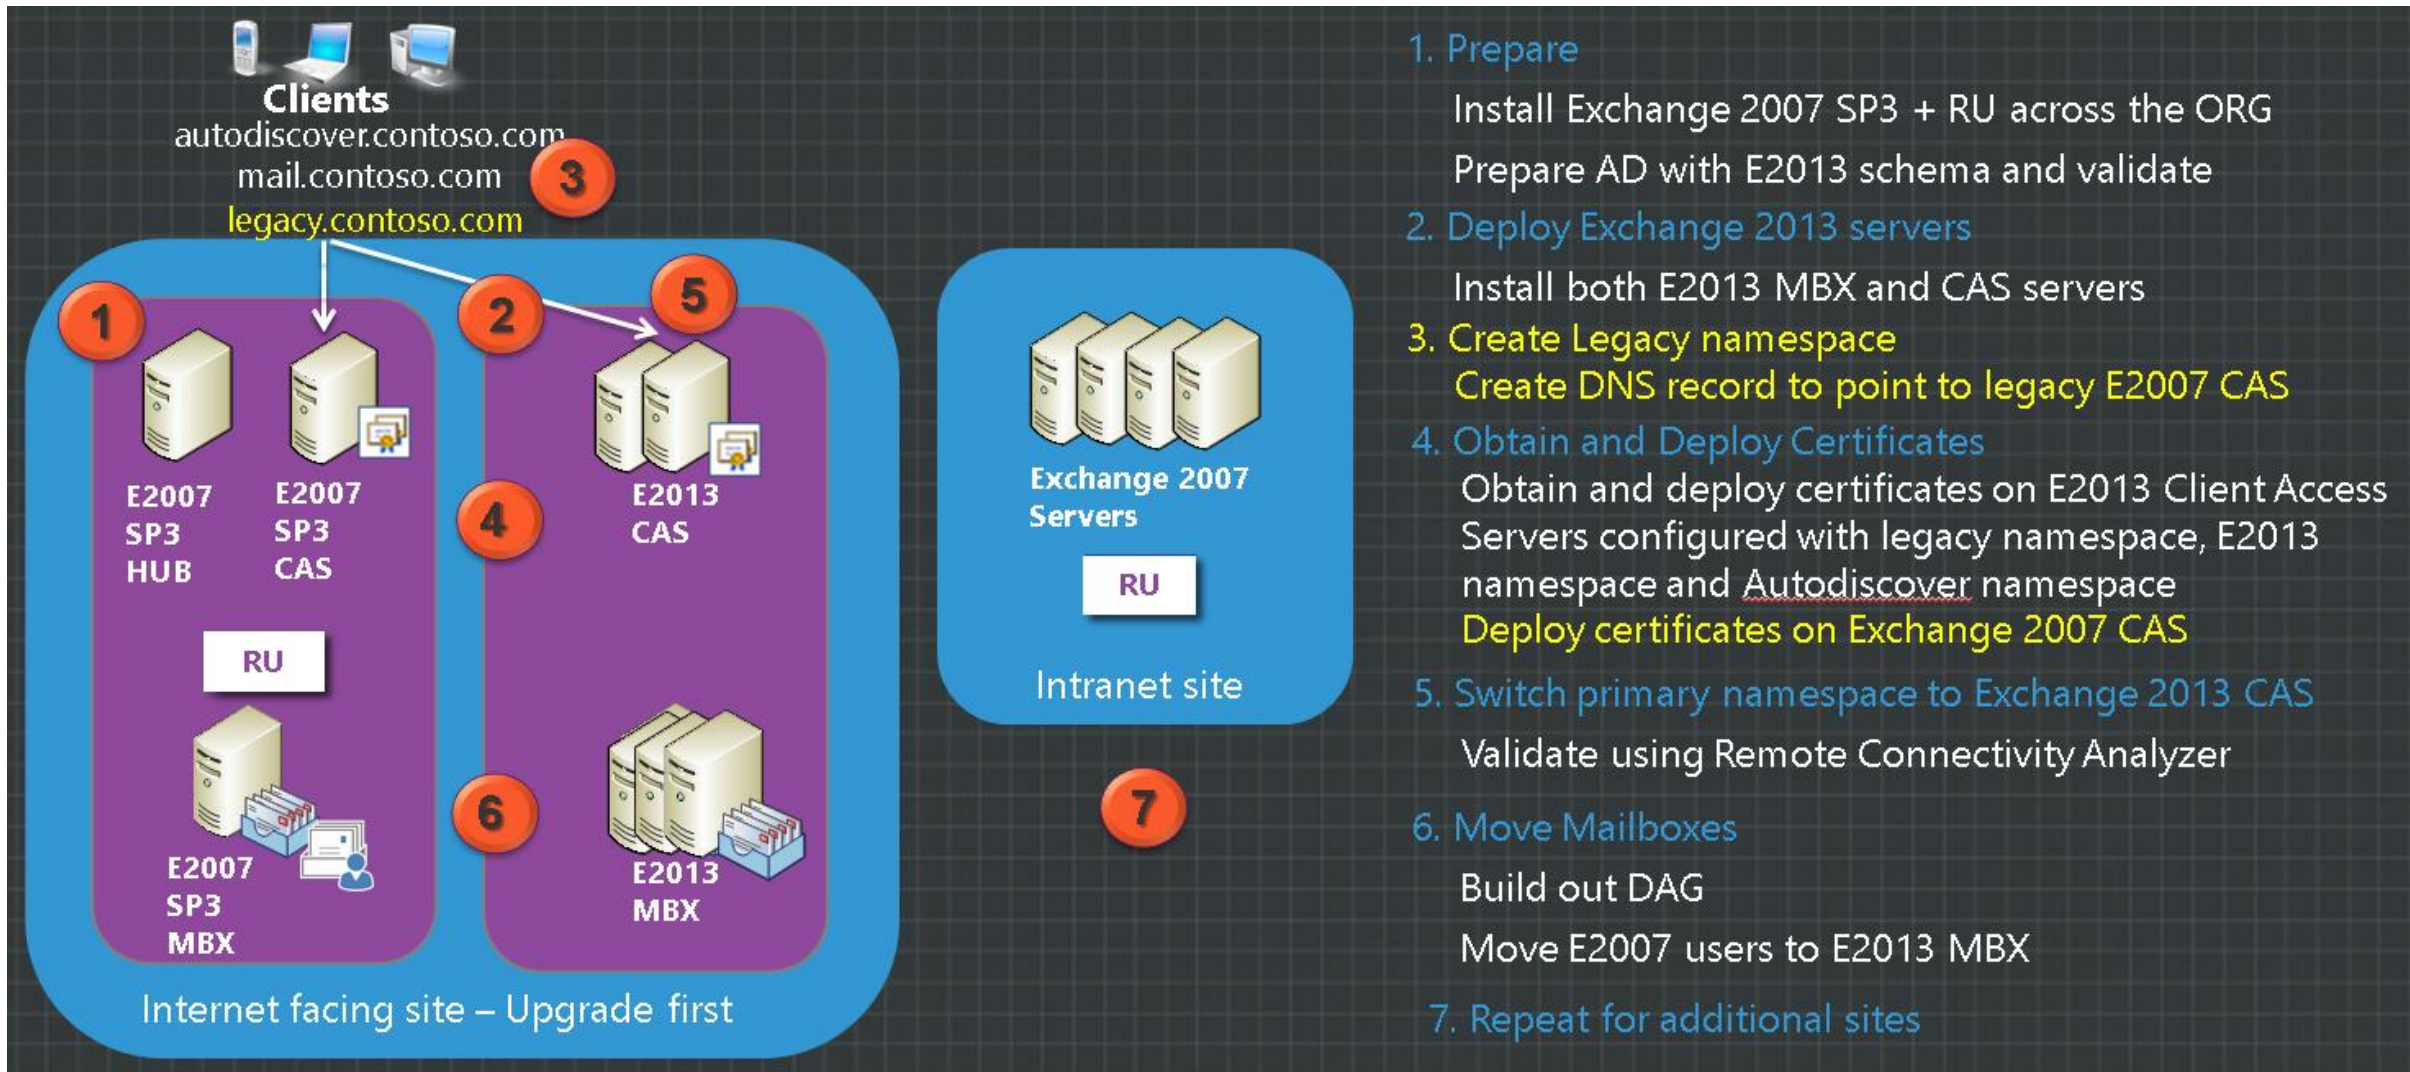 Clients
autodiscover.contoso.com
mail.contoso.com
3
legacy.contoso.com
1
2
5
E2007
SP3
HUB
E2007
SP3
CAS
4
E2013
CAS
RU
6
E2007
SP3
MBX
E2013
MBX
Internet facing site – Upgrade first
Exchange 2007
Servers
RU
Intranet site
7
1. Prepare
Install Exchange 2007 SP3 + RU across the ORG
Prepare AD with E2013 schema and validate
2. Deploy Exchange 2013 servers
Install both E2013 MBX and CAS servers
3. Create Legacy namespace
Create DNS record to point to legacy E2007 CAS
4. Obtain and Deploy Certificates
Obtain and deploy certificates on E2013 Client Access
Servers configured with legacy namespace, E2013
namespace and Autodiscover namespace
Deploy certificates on Exchange 2007 CAS
5. Switch primary namespace to Exchange 2013 CAS
Validate using Remote Connectivity Analyzer
6. Move Mailboxes
Build out DAG
Move E2007 users to E2013 MBX
7. Repeat for additional sites